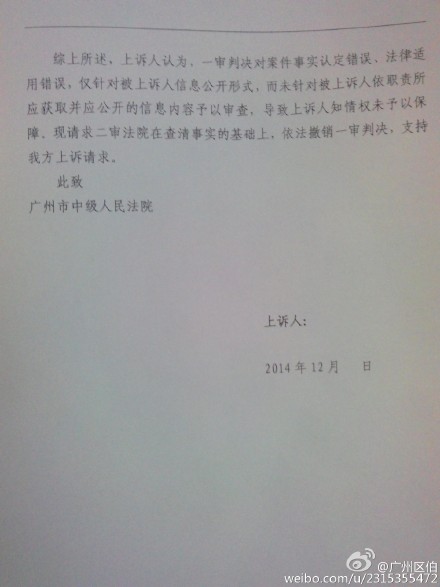 综上所述，上诉人认为、一审判决对案件事实认定错误、法律适
用错误，仅针对被上诉人信息公开形式，而未针对被上诉人依职责所
应获取并应公开的信息内容予以审查，导致上诉人知情权未予以保
障。现请求二审法院在查清事实的基础上，依法撤销一审判决，支持
我方上诉请求。
此致
广州市中级人民法院
上诉人：
2014 年 12 月 日
@广州区伯
weibo.com/u/2315355472